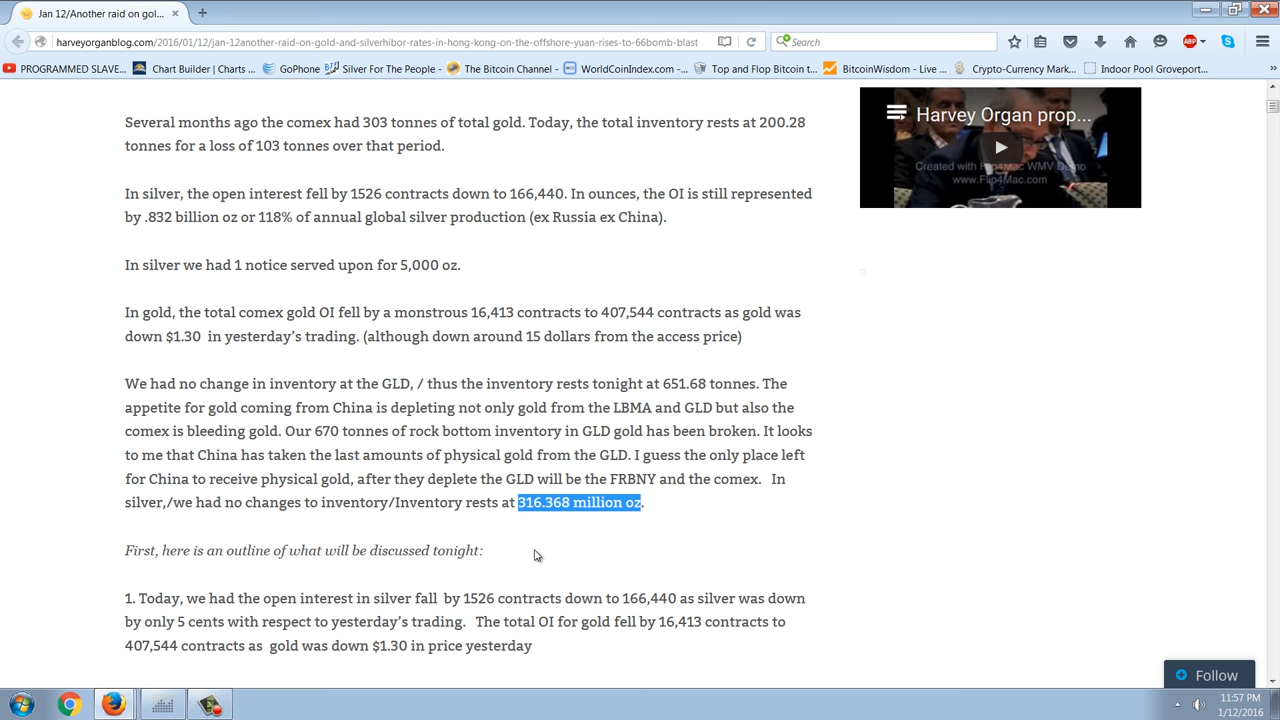 Jan 12/Another raid on gol...
harveyorganblog.com/2016/01/12/jan-12another-raid-on-gold-and-silverhibor-rates-in-hong-kong-on-the-offshore-yuan-rises-to-66bomb-blast
Search
ABP
PROGRAMMED SLAVE...
Chart Builder | Charts ...
GoPhone
Silver For The People - ...
The Bitcoin Channel - ...
WorldCoinIndex.com -...
Top and Flop Bitcoin t...
BitcoinWisdom - Live ...
Crypto-Currency Mark...
Indoor Pool Groveport...
Several months ago the comex had 303 tonnes of total gold. Today, the total inventory rests at 200.28
tonnes for a loss of 103 tonnes over that period.
In silver, the open interest fell by 1526 contracts down to 166,440. In ounces, the OI is still represented
by .832 billion oz or 118% of annual global silver production (ex Russia ex China).
In silver we had 1 notice served upon for 5,000 oz.
In gold, the total comex gold OI fell by a monstrous 16,413 contracts to 407,544 contracts as gold was
down $1.30 in yesterday's trading. (although down around 15 dollars from the access price)
We had no change in inventory at the GLD, / thus the inventory rests tonight at 651.68 tonnes. The
appetite for gold coming from China is depleting not only gold from the LBMA and GLD but also the
comex is bleeding gold. Our 670 tonnes of rock bottom inventory in GLD gold has been broken. It looks
to me that China has taken the last amounts of physical gold from the GLD. I guess the only place left
for China to receive physical gold, after they deplete the GLD will be the FRBNY and the comex. In
silver,/we had no changes to inventory/Inventory rests at 316.368 million oz.
First, here is an outline of what will be discussed tonight:
1. Today, we had the open interest in silver fall by 1526 contracts down to 166,440 as silver was down
by only 5 cents with respect to yesterday's trading. The total OI for gold fell by 16,413 contracts to
407,544 contracts as gold was down $1.30 in price yesterday
Harvey Organ prop...
Created with Flip4Mac WMV Demo
www.Flip4Mac.com
Follow
11:57 PM
1/12/2016